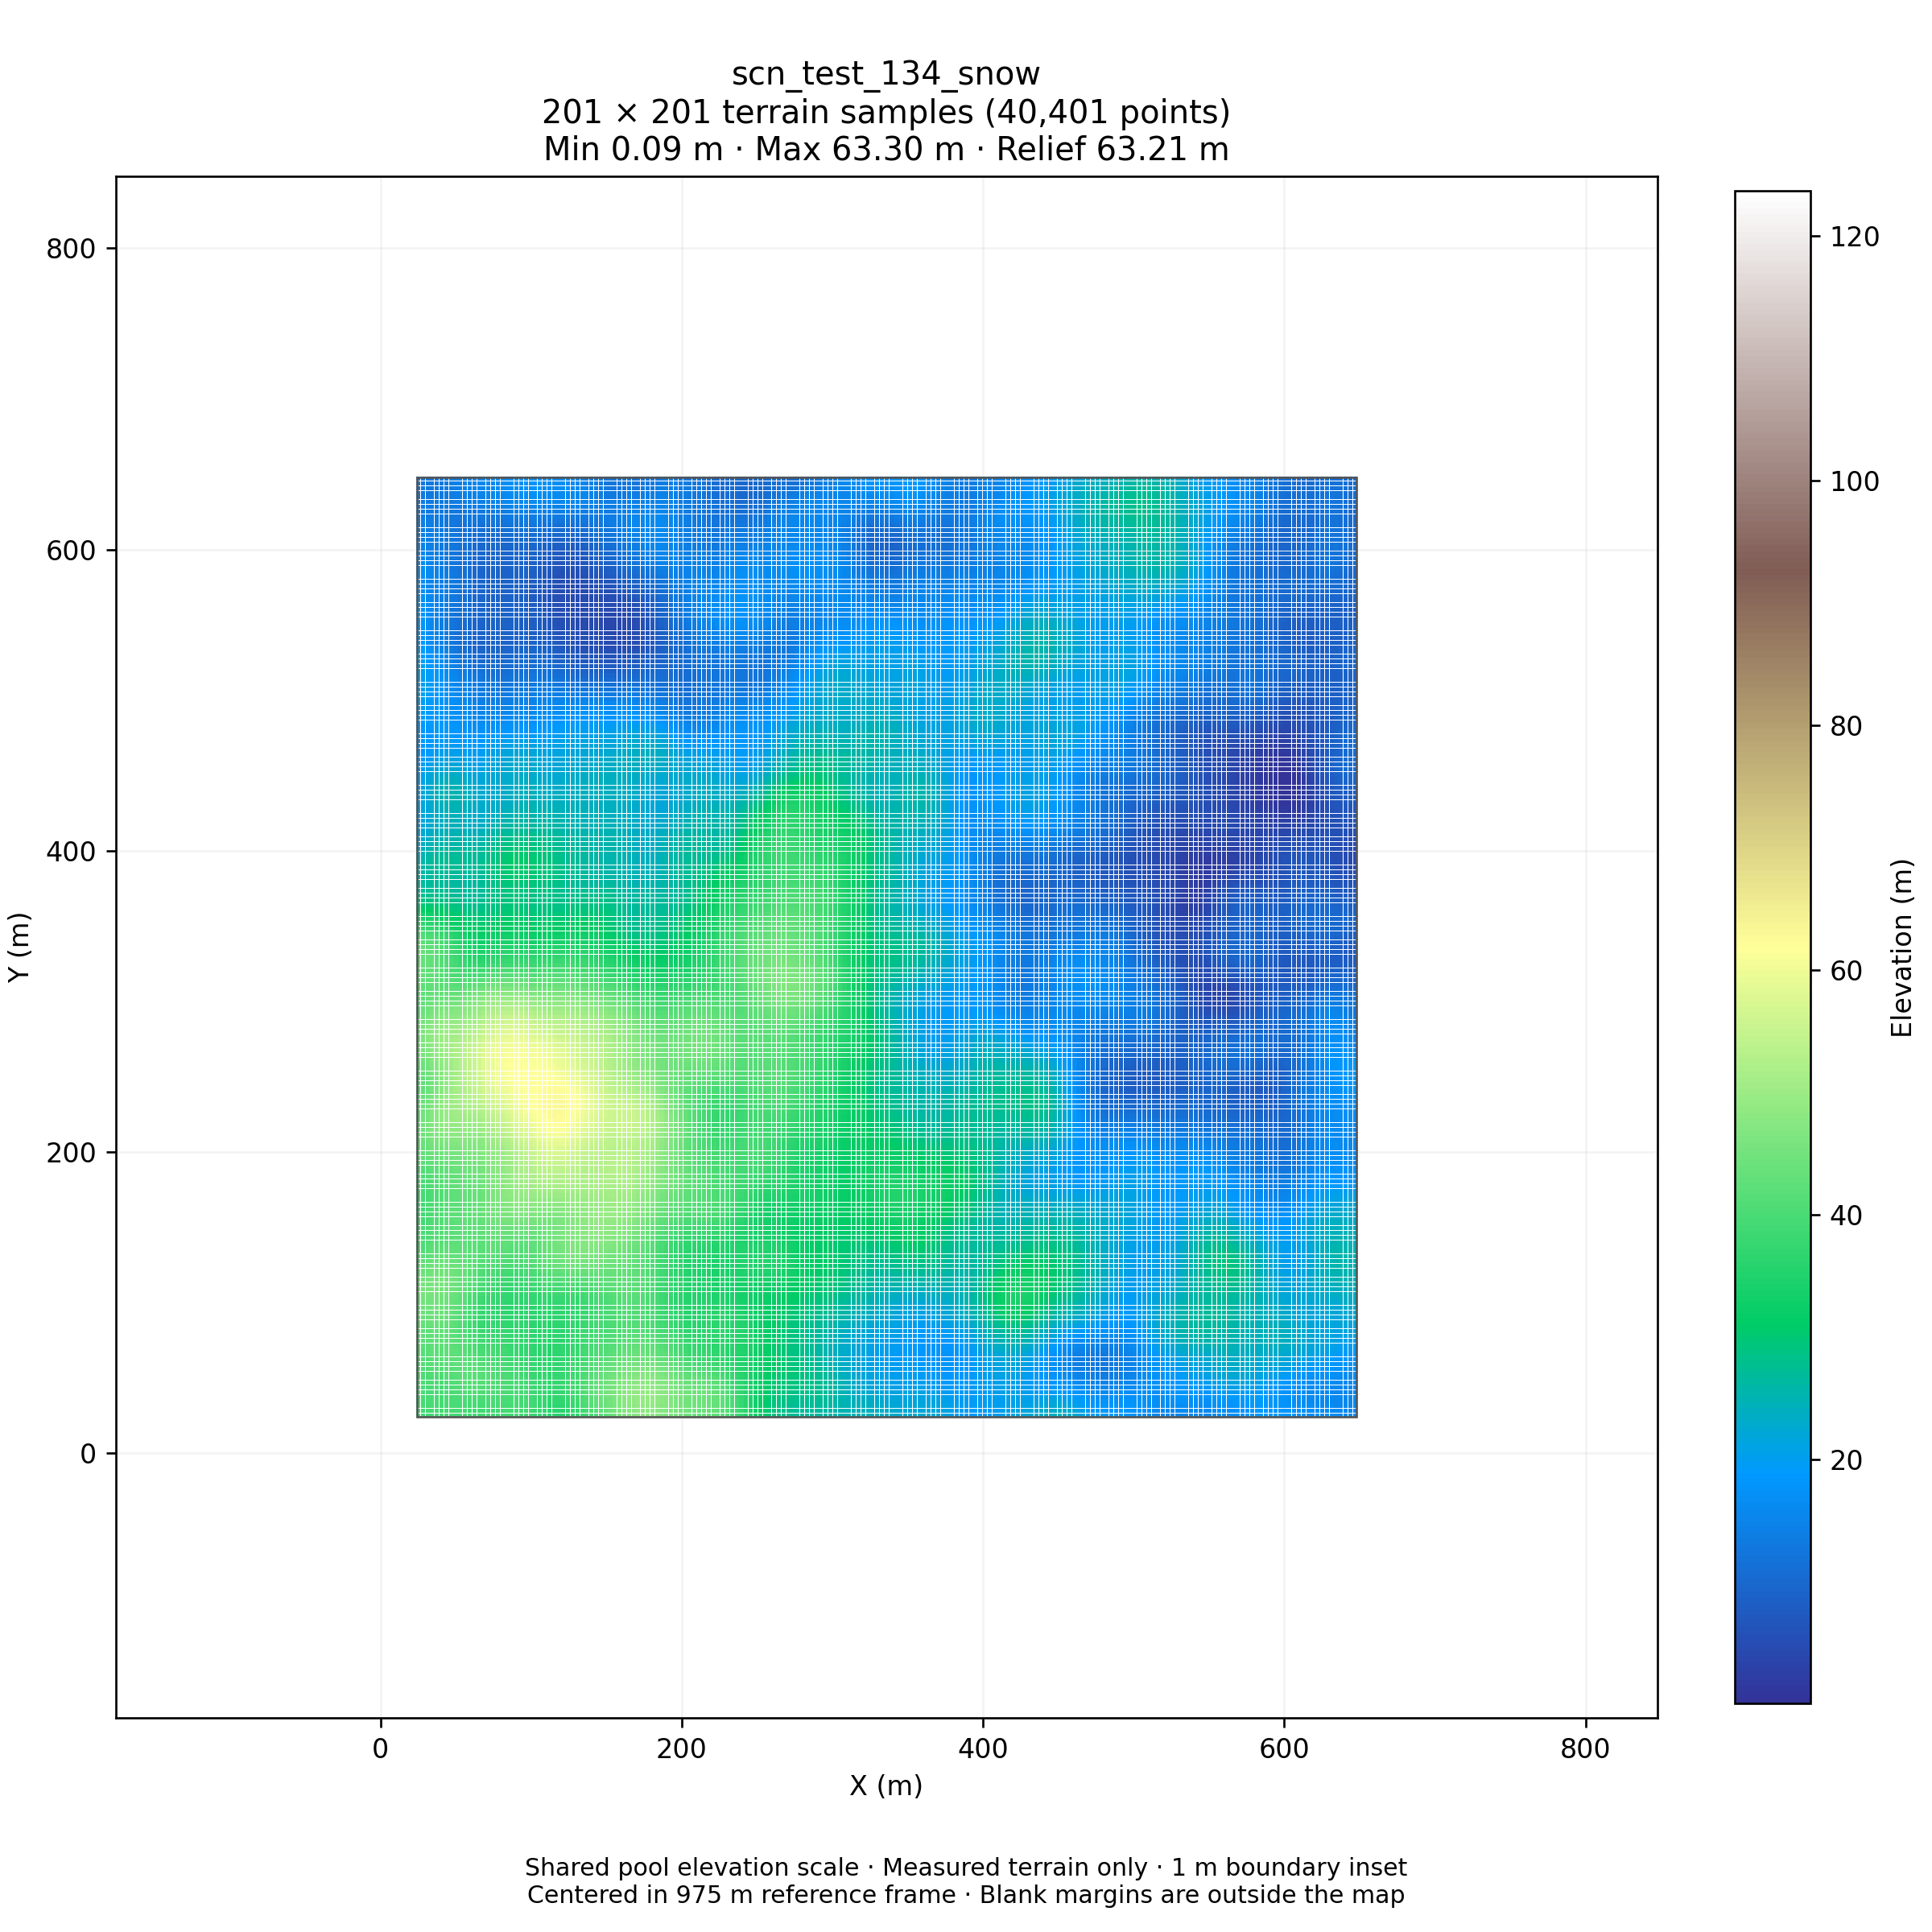 scn_test_134_snow
201 × 201 terrain samples (40,401 points)
Min 0.09 m · Max 63.30 m · Relief 63.21 m
800
600
400
200
0
Y (m)
0
200
400
600
800
X (m)
120
100
80
60
40
20
Elevation (m)
Shared pool elevation scale · Measured terrain only · 1 m boundary inset
Centered in 975 m reference frame · Blank margins are outside the map